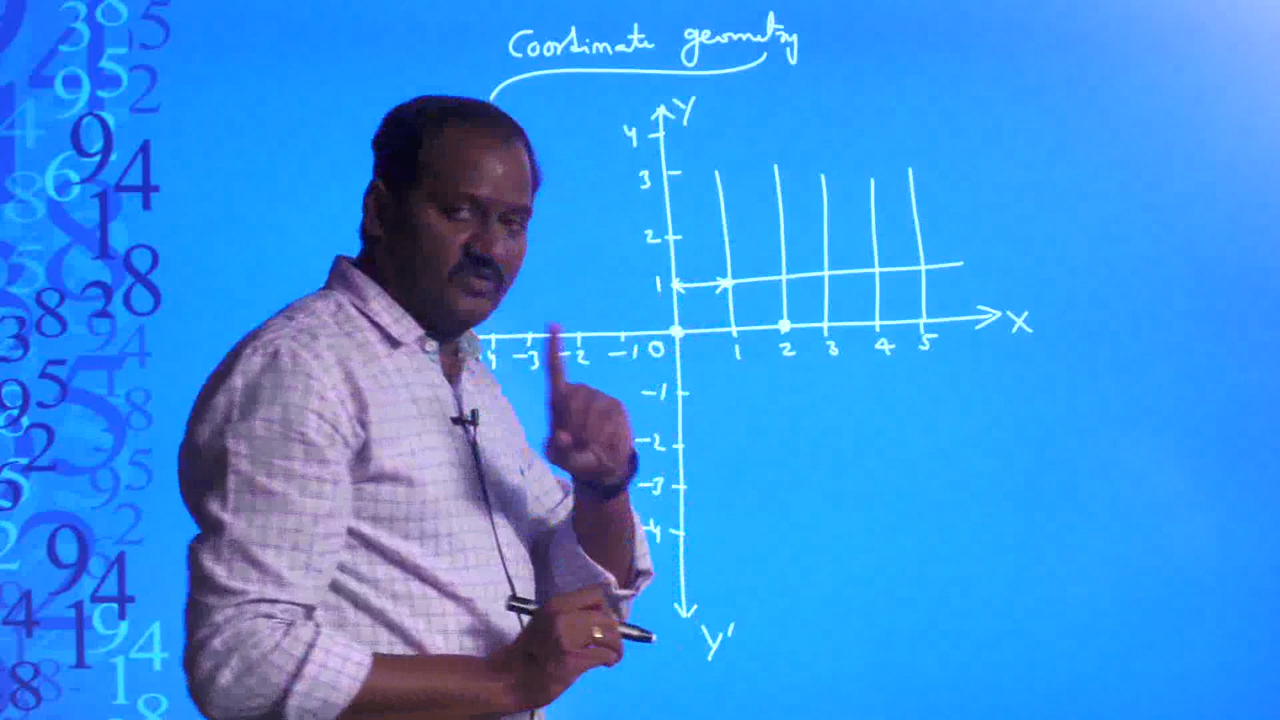 Coordinate geometry
Y
4
3
2
1
X
-4 -3 -2 -1 0 1 2 3 4 5
-1
-2
-3
-4
Y'